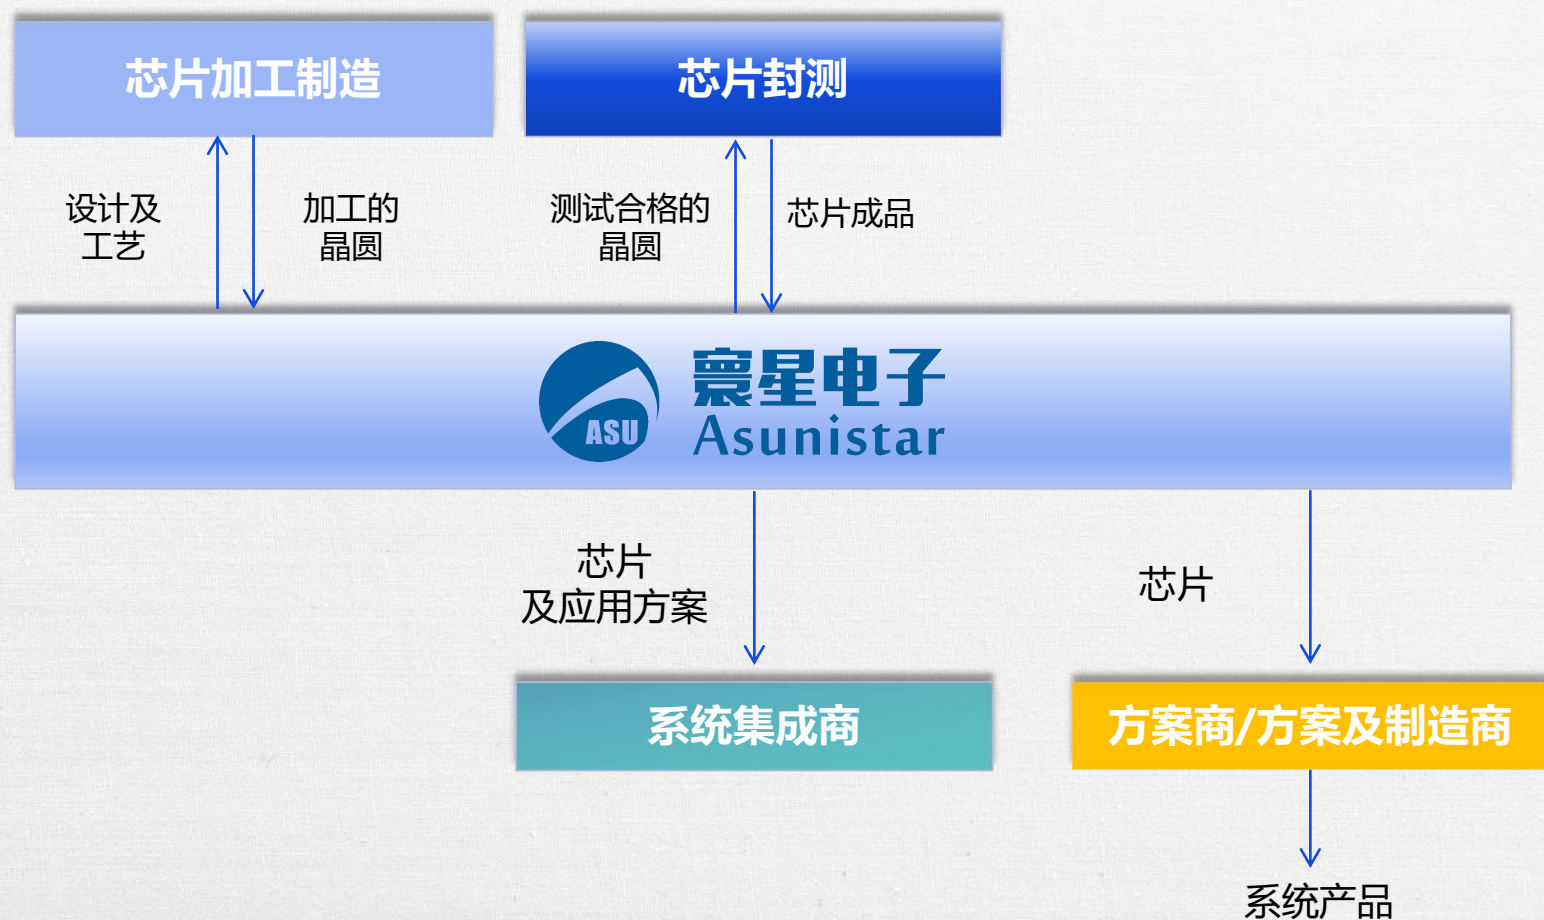 芯片加工制造
芯片封测
设计及
工艺
加工的
晶圆
测试合格的
晶圆
芯片成品
ASU
寰星电子
Asunistar
芯片
及应用方案
芯片
系统集成商
方案商/方案及制造商
系统产品